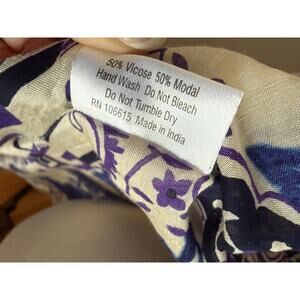 50% Vicose 50% Modal
Hand Wash Do Not Bleach
Do Not Tumble Dry
RN 106615 Made in India